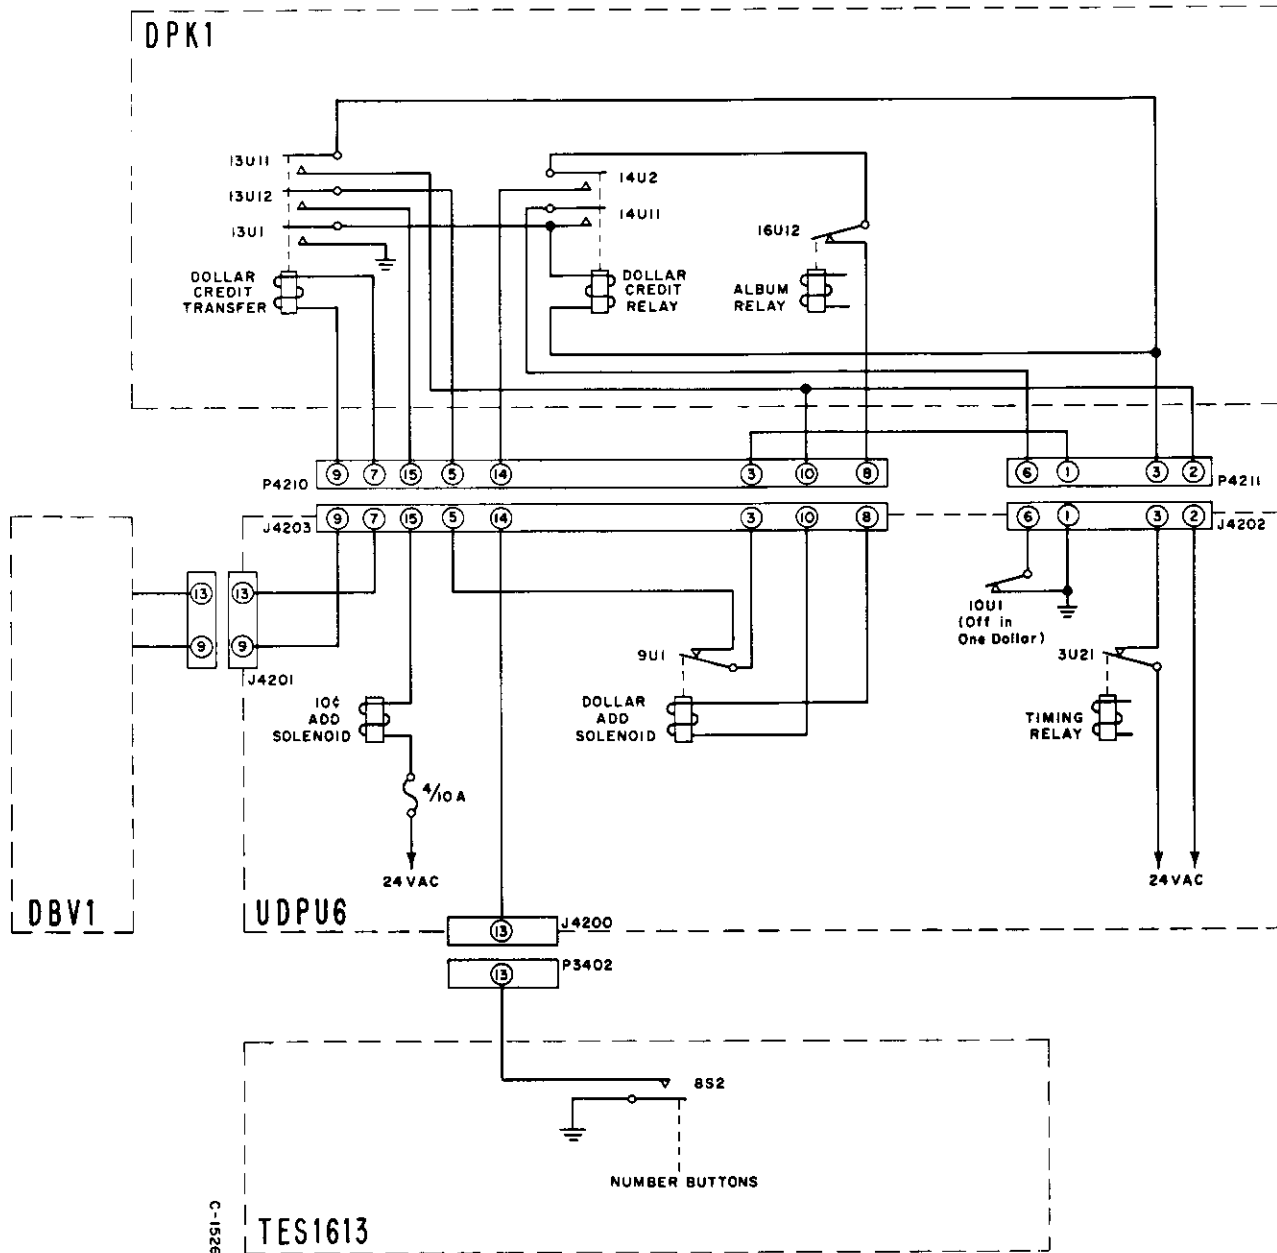 DPK1
13U11
13U12
13U1
DOLLAR
CREDIT
TRANSFER
14U2
14U11
DOLLAR
CREDIT
RELAY
16U12
ALBUM
RELAY
P4210
9 7 15 5 14 3 10 8
6 1 3 2
P4211
J4203
9 7 15 5 14 3 10 8
6 1 3 2
J4202
13 13
9 9
J4201
10¢
ADD
SOLENOID
4/10A
24VAC
9U1
DOLLAR
ADD
SOLENOID
10U1
(Off in
One Dollar)
3U21
TIMING
RELAY
24VAC
DBV1
UDPU6
13
J4200
13
P3402
8S2
NUMBER BUTTONS
TES1613
C-1526